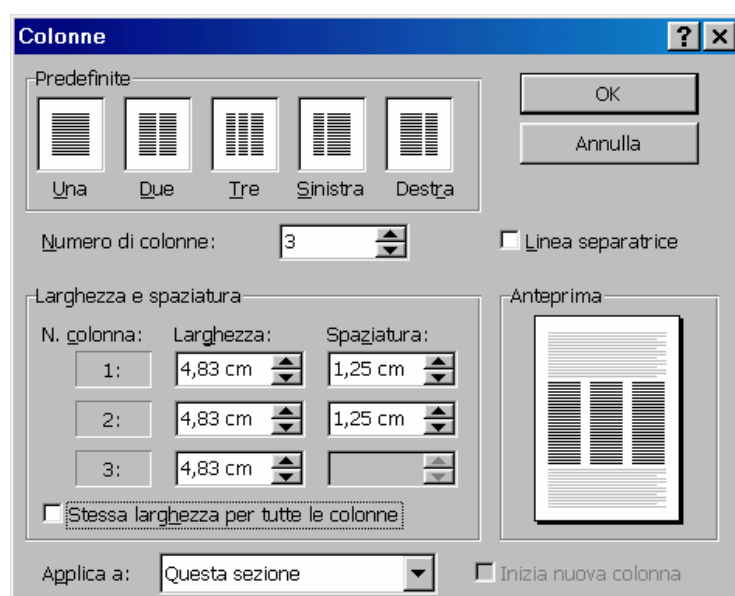 Colonne
Predefinite
OK
Annulla
Una Due Tre Sinistra Destra
Numero di colonne: 3
Linea separatrice
Larghezza e spaziatura
Anteprima
N. colonna: Larghezza: Spaziatura:
1: 4,83 cm 1,25 cm
2: 4,83 cm 1,25 cm
3: 4,83 cm
Stessa larghezza per tutte le colonne
Applica a: Questa sezione
Inizia nuova colonna